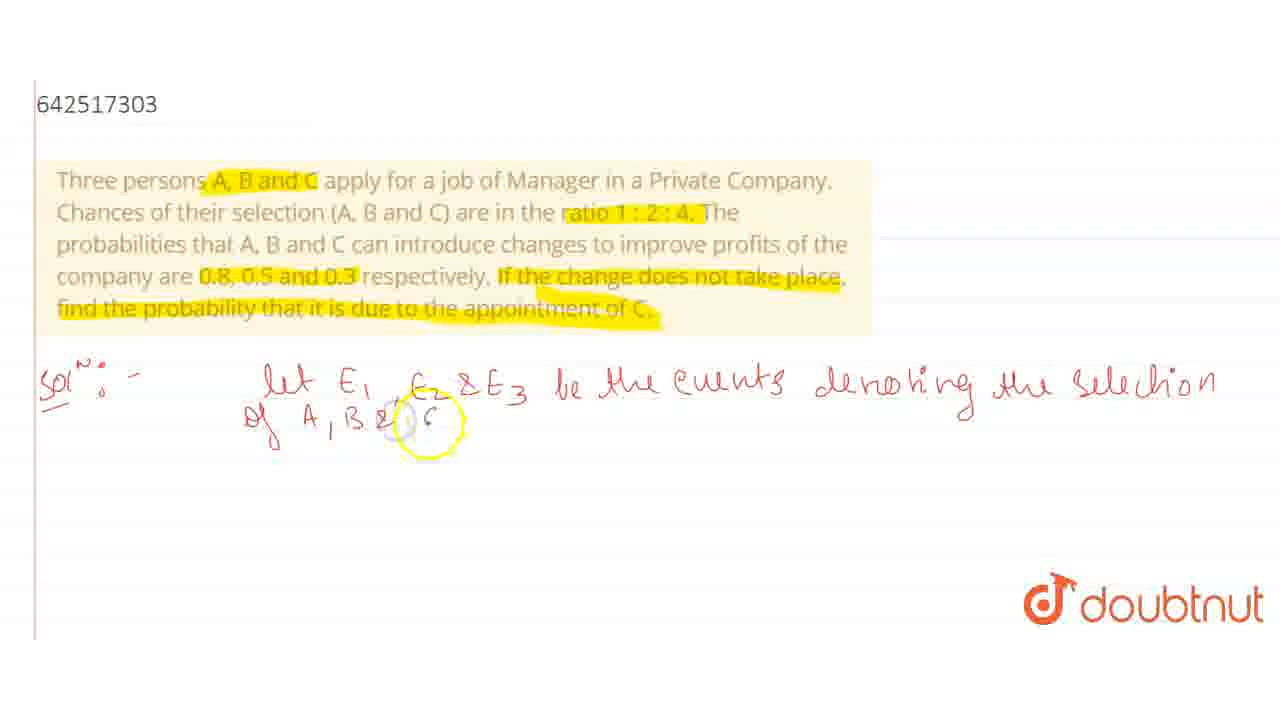 642517303
Three persons A, B and C apply for a job of Manager in a Private Company.
Chances of their selection (A, B and C) are in the ratio 1 : 2 : 4. The
probabilities that A, B and C can introduce changes to improve profits of the
company are 0.8, 0.5 and 0.3 respectively. If the change does not take place,
find the probability that it is due to the appointment of C.
Solⁿ: - let E1, E2 & E3 be the events denoting the selection
of A, B & C
doubtnut